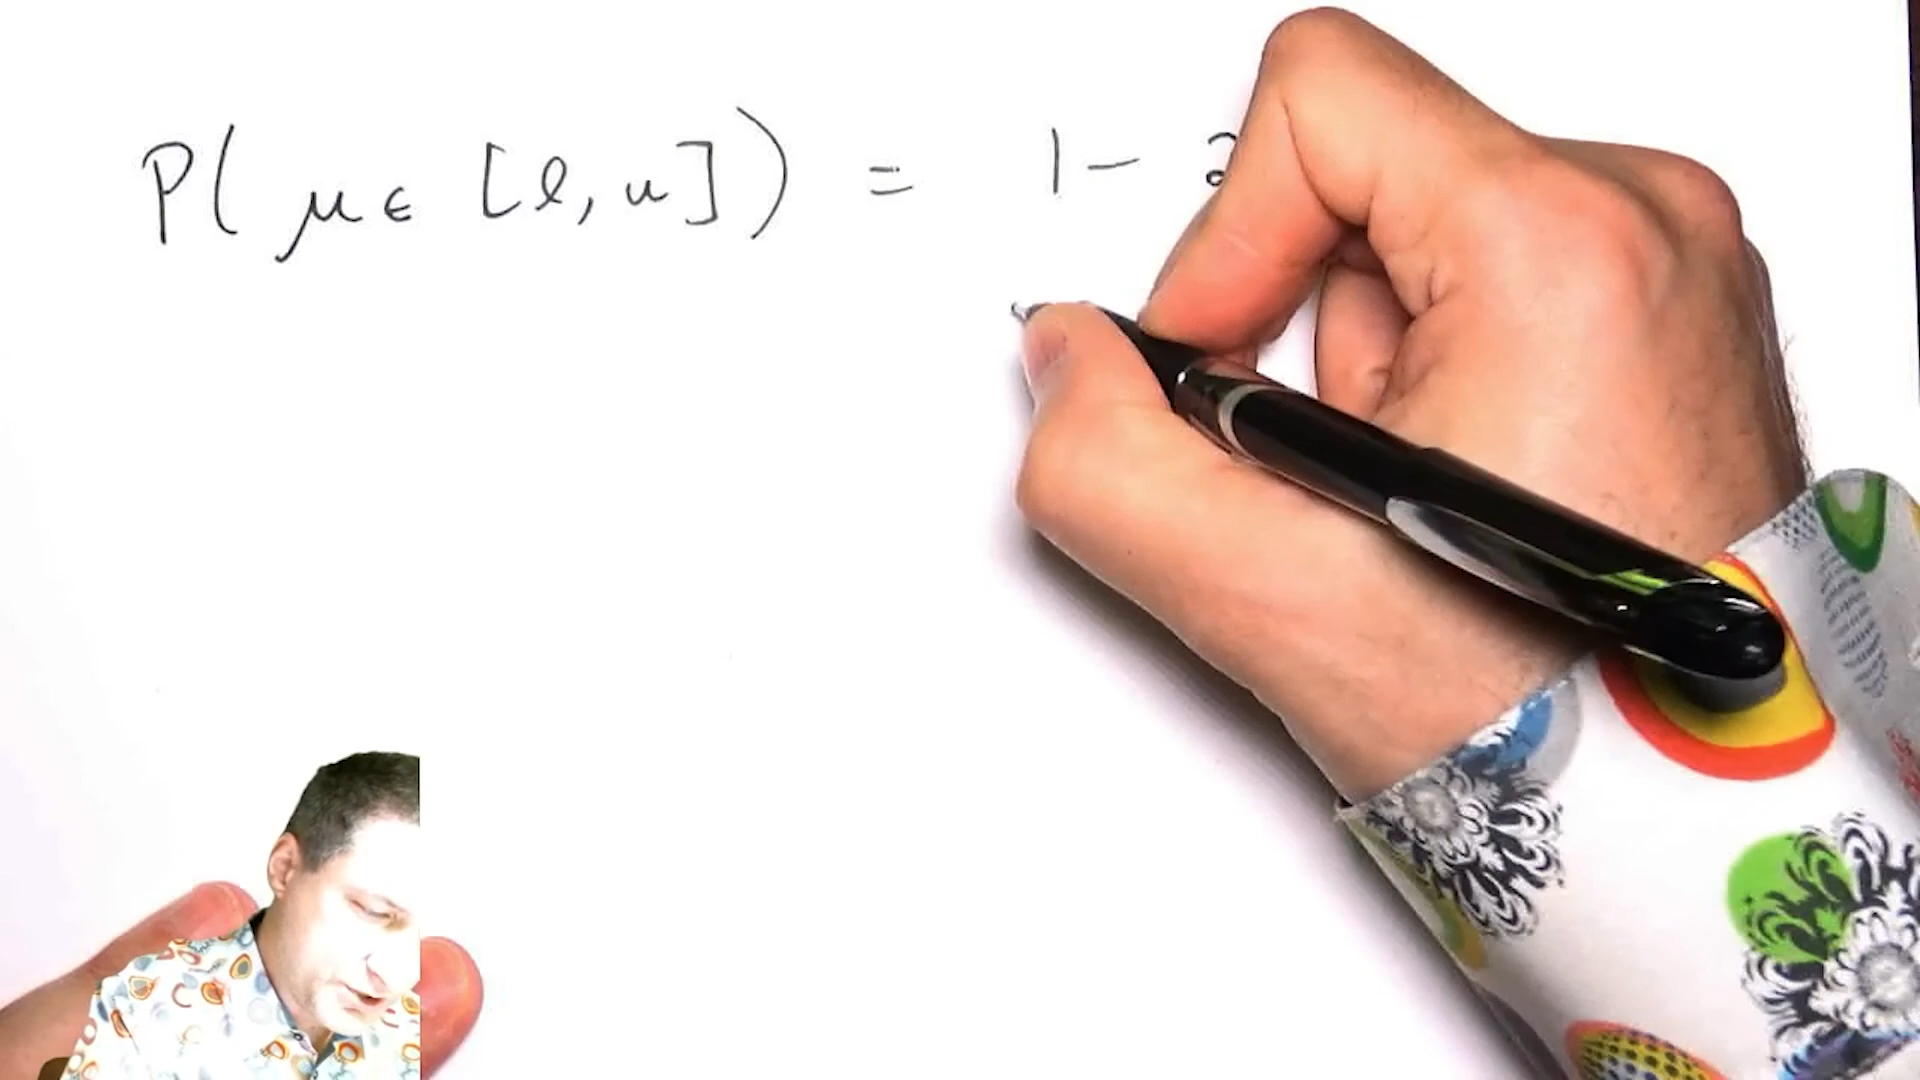 P( μ ∈ [ℓ, u] ) = 1 -